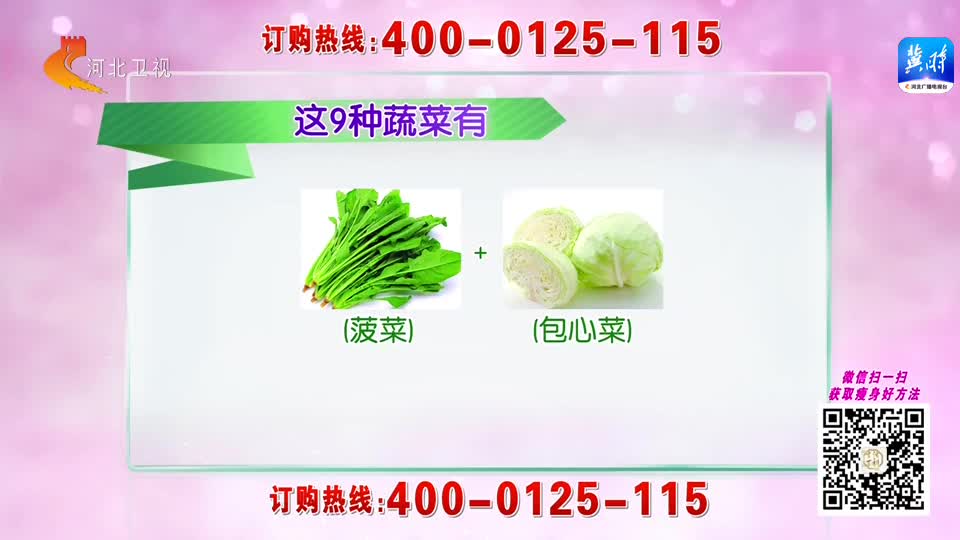 订购热线:400-0125-115
河北卫视
冀时
河北广播电视台
这9种蔬菜有
+
(菠菜)
(包心菜)
微信扫一扫
获取瘦身好方法
订购热线:400-0125-115